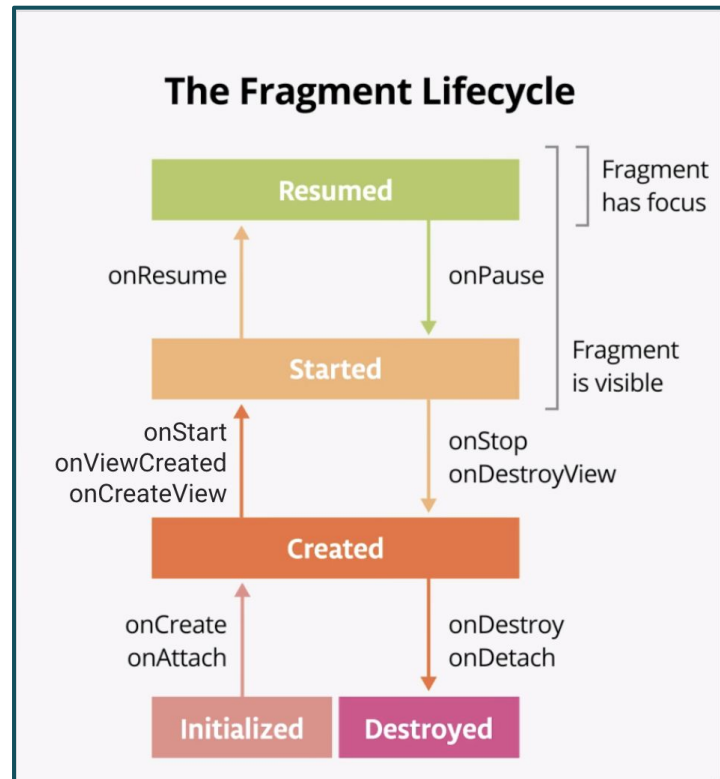 The Fragment Lifecycle
Resumed
Fragment
has focus
onResume
onPause
Started
Fragment
is visible
onStart
onViewCreated
onCreateView
onStop
onDestroyView
Created
onCreate
onAttach
onDestroy
onDetach
Initialized
Destroyed